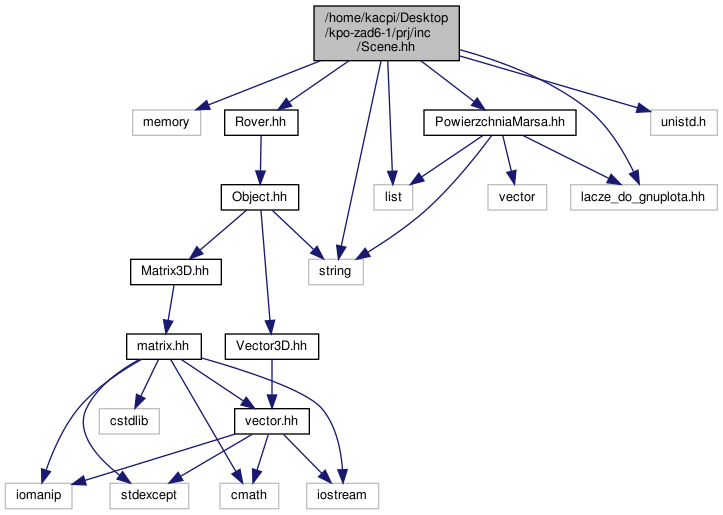 /home/kacpi/Desktop
/kpo-zad6-1/prj/inc
/Scene.hh
memory
Rover.hh
PowierzchniaMarsa.hh
unistd.h
Object.hh
list
vector
lacze_do_gnuplota.hh
Matrix3D.hh
string
matrix.hh
Vector3D.hh
cstdlib
vector.hh
iomanip
stdexcept
cmath
iostream